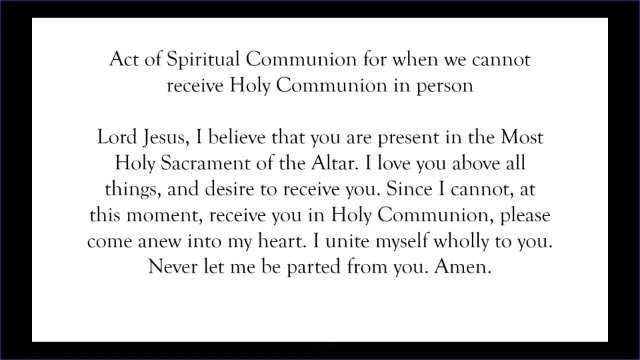 Act of Spiritual Communion for when we cannot
receive Holy Communion in person
Lord Jesus, I believe that you are present in the Most
Holy Sacrament of the Altar. I love you above all
things, and desire to receive you. Since I cannot, at
this moment, receive you in Holy Communion, please
come anew into my heart. I unite myself wholly to you.
Never let me be parted from you. Amen.